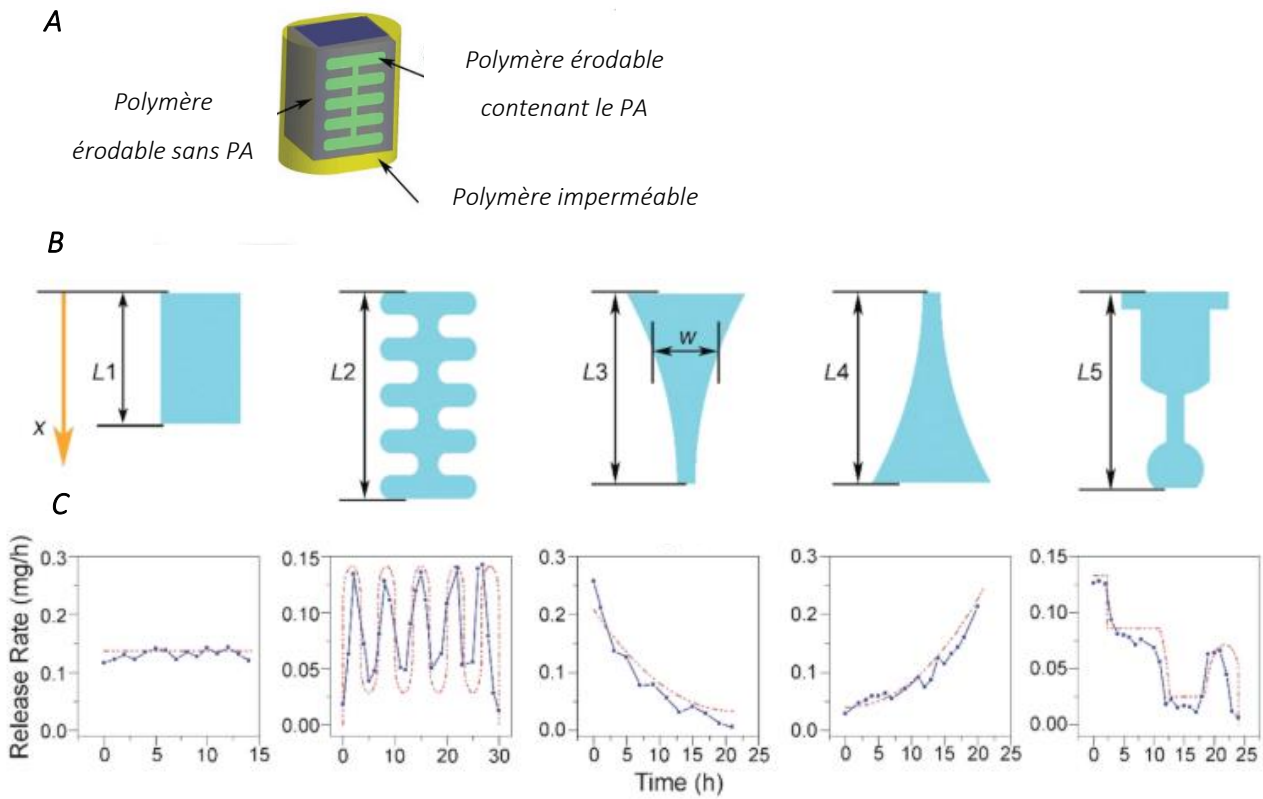 A
Polymère érodable
contenant le PA
Polymère
érodable sans PA
Polymère imperméable
B
x
L1
L2
L3
w
L4
L5
C
Release Rate (mg/h)
0.3
0.2
0.1
0.0
0 5 10 15
0.15
0.10
0.05
0.00
0 10 20 30
0.3
0.2
0.1
0.0
0 5 10 15 20 25
0.3
0.2
0.1
0.0
0 5 10 15 20 25
0.15
0.10
0.05
0.00
0 5 10 15 20 25
Time (h)